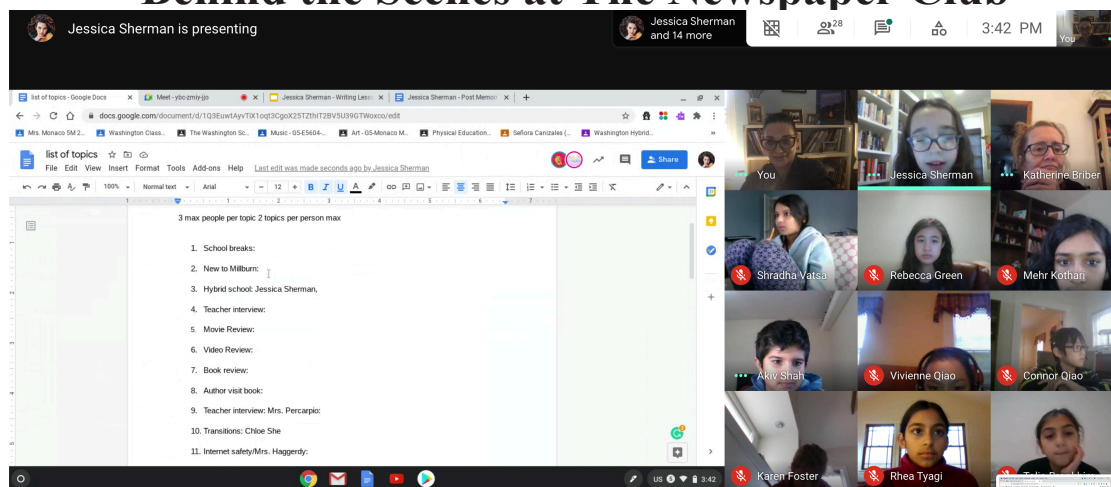 Behind the Scenes at The Newspaper Club
Jessica Sherman is presenting
Jessica Sherman
and 14 more
28
3:42 PM
You
list of topics - Google Docs
Meet - ybc-zmiy-jjo
Jessica Sherman - Writing Less
Jessica Sherman - Post Memor
docs.google.com/document/d/1Q3EuwtAyvTiX1oqt3CgoX25TZthIT2BV5U39GTWoxco/edit
Mrs. Monaco 5M 2...
Washington Class...
The Washington Sc...
Music - G5-E5604-...
Art - G5-Monaco M...
Physical Education...
Señora Canizales (...
Washington Hybrid...
list of topics
File Edit View Insert Format Tools Add-ons Help Last edit was made seconds ago by Jessica Sherman
Share
100% Normal text Arial 12 B I U A
3 max people per topic 2 topics per person max
1. School breaks:
2. New to Millburn:
3. Hybrid school: Jessica Sherman,
4. Teacher interview:
5. Movie Review:
6. Video Review:
7. Book review:
8. Author visit book:
9. Teacher interview: Mrs. Percarpio:
10. Transitions: Chloe She
11. Internet safety/Mrs. Haggerdy:
US 3:42
You
Jessica Sherman
Katherine Briber
Shradha Vatsa
Rebecca Green
Mehr Kothari
Akiv Shah
Vivienne Qiao
Connor Qiao
Karen Foster
Rhea Tyagi